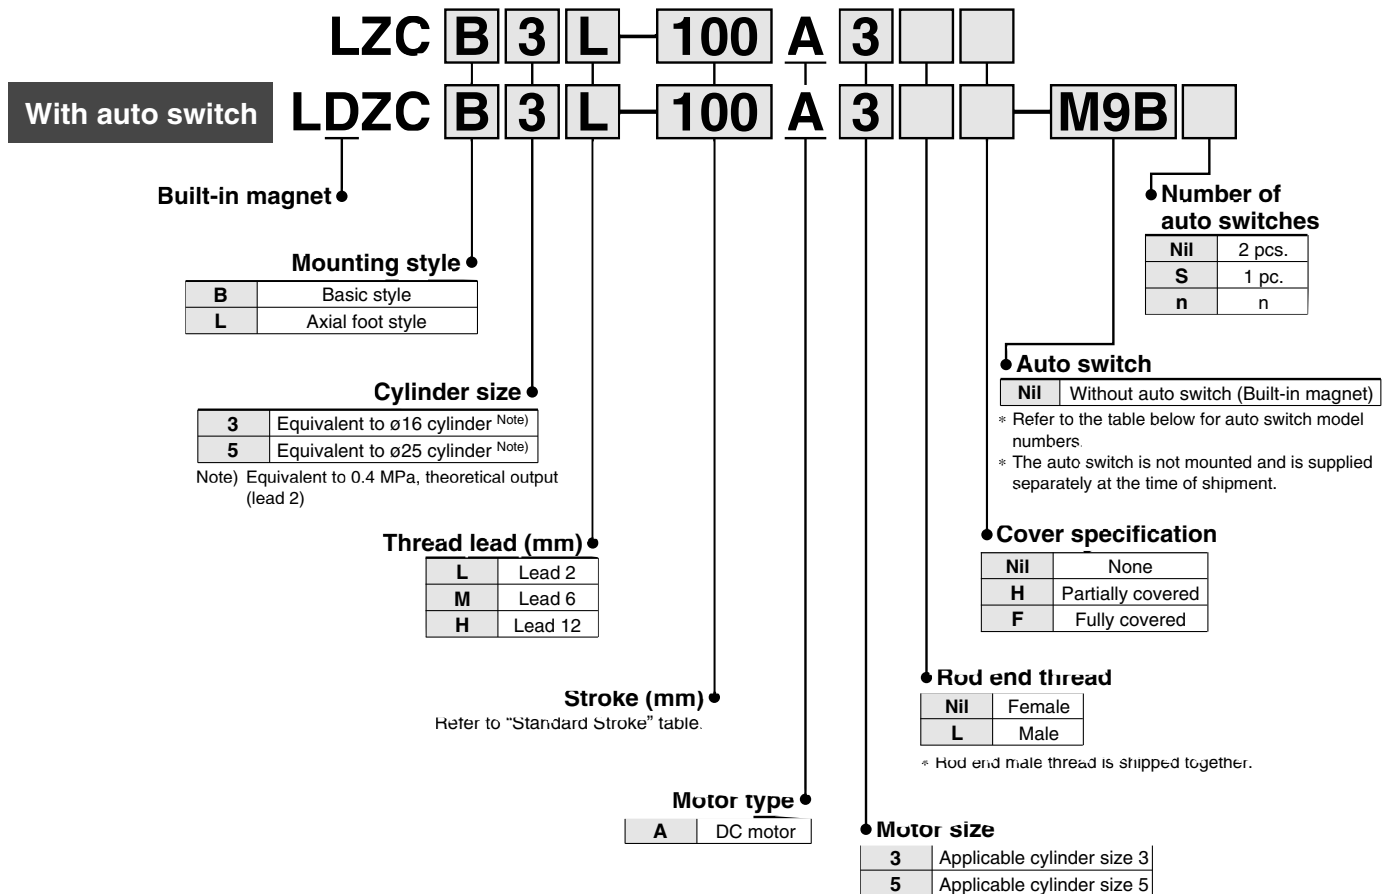 LZC B 3 L 100 A 3
With auto switch LDZC B 3 L 100 A 3 M9B
Built-in magnet
Number of
auto switches
Nil 2 pcs.
S 1 pc.
n n
Mounting style
B Basic style
L Axial foot style
Auto switch
Nil Without auto switch (Built-in magnet)
* Refer to the table below for auto switch model
numbers.
* The auto switch is not mounted and is supplied
separately at the time of shipment.
Cylinder size
3 Equivalent to ø16 cylinder Note)
5 Equivalent to ø25 cylinder Note)
Note) Equivalent to 0.4 MPa, theoretical output
(lead 2)
Cover specification
Nil None
H Partially covered
F Fully covered
Thread lead (mm)
L Lead 2
M Lead 6
H Lead 12
Rod end thread
Nil Female
L Male
* Rod end male thread is shipped together.
Stroke (mm)
Refer to “Standard Stroke” table.
Motor type
A DC motor
Motor size
3 Applicable cylinder size 3
5 Applicable cylinder size 5